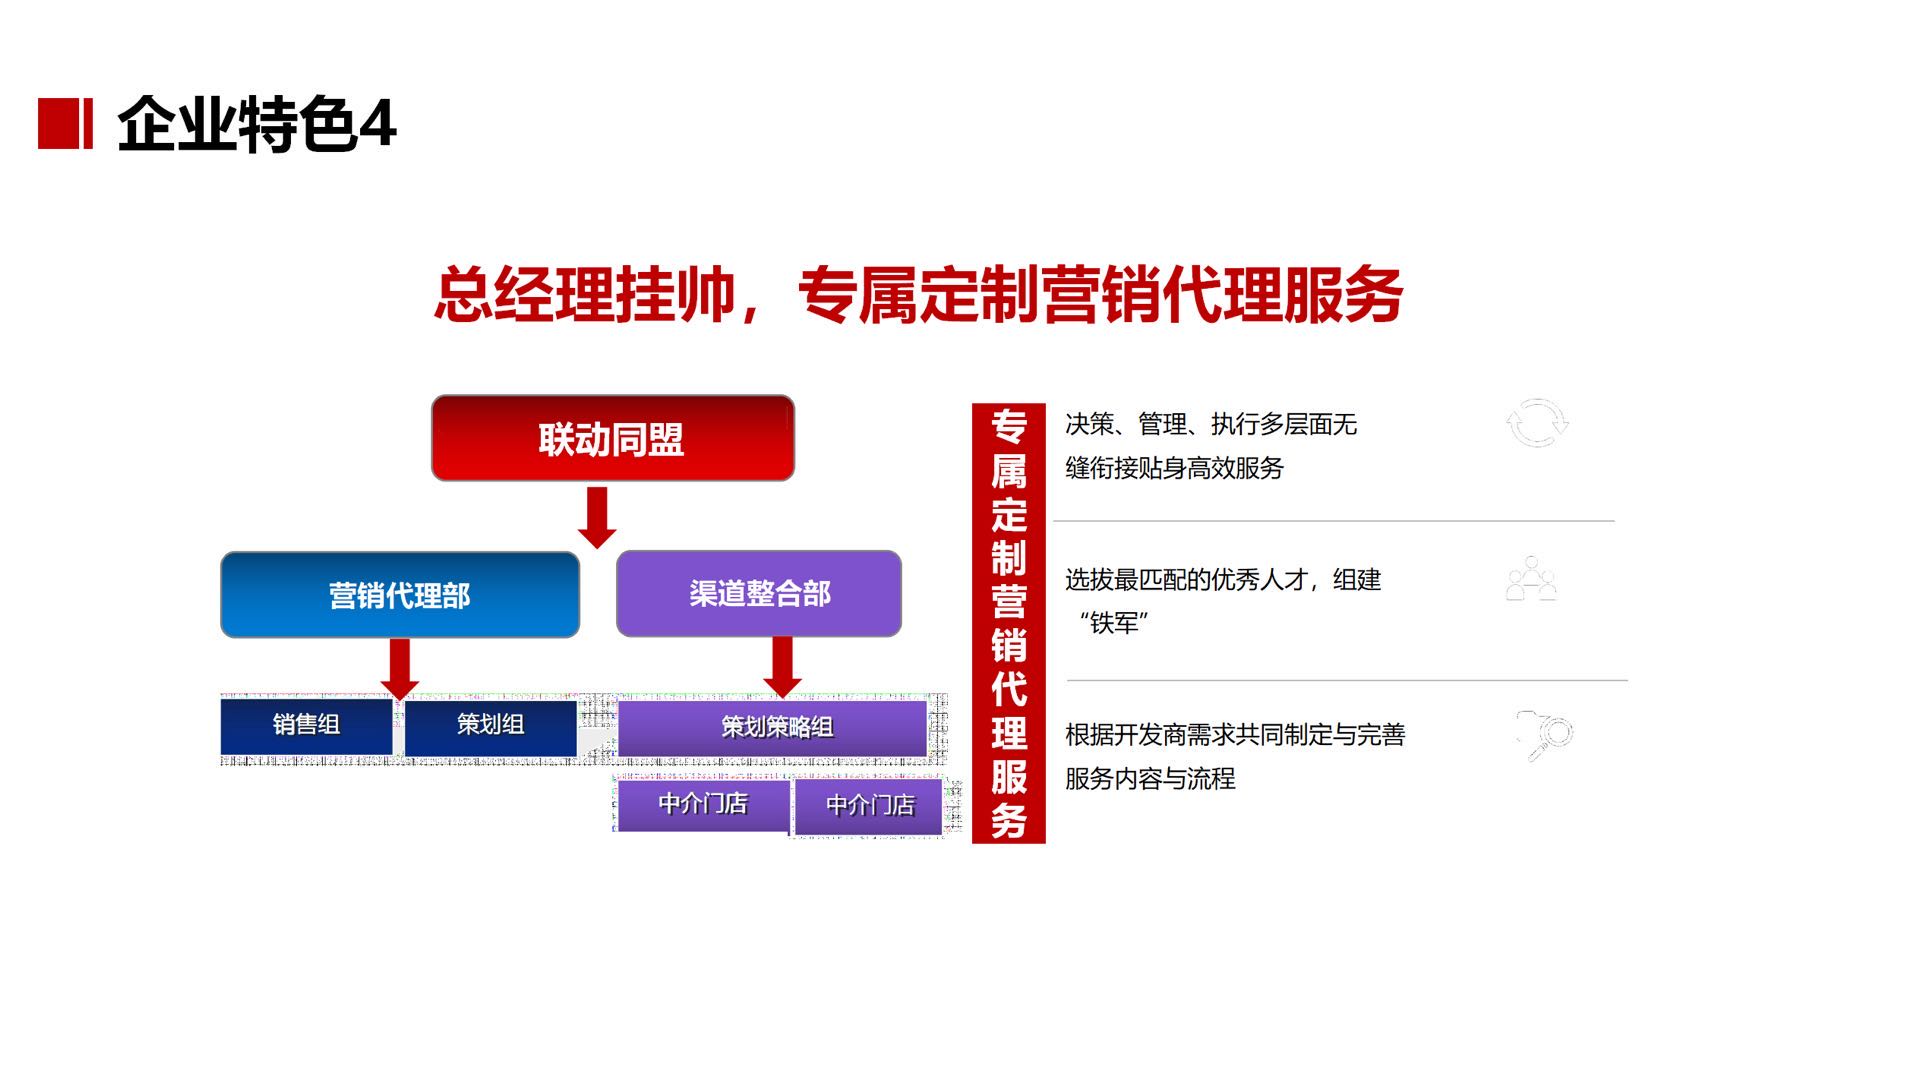 企业特色4
总经理挂帅，专属定制营销代理服务
联动同盟
营销代理部
渠道整合部
销售组
策划组
策划策略组
中介门店
中介门店
专属定制营销代理服务
决策、管理、执行多层面无
缝衔接贴身高效服务
选拔最匹配的优秀人才，组建
“铁军”
根据开发商需求共同制定与完善
服务内容与流程